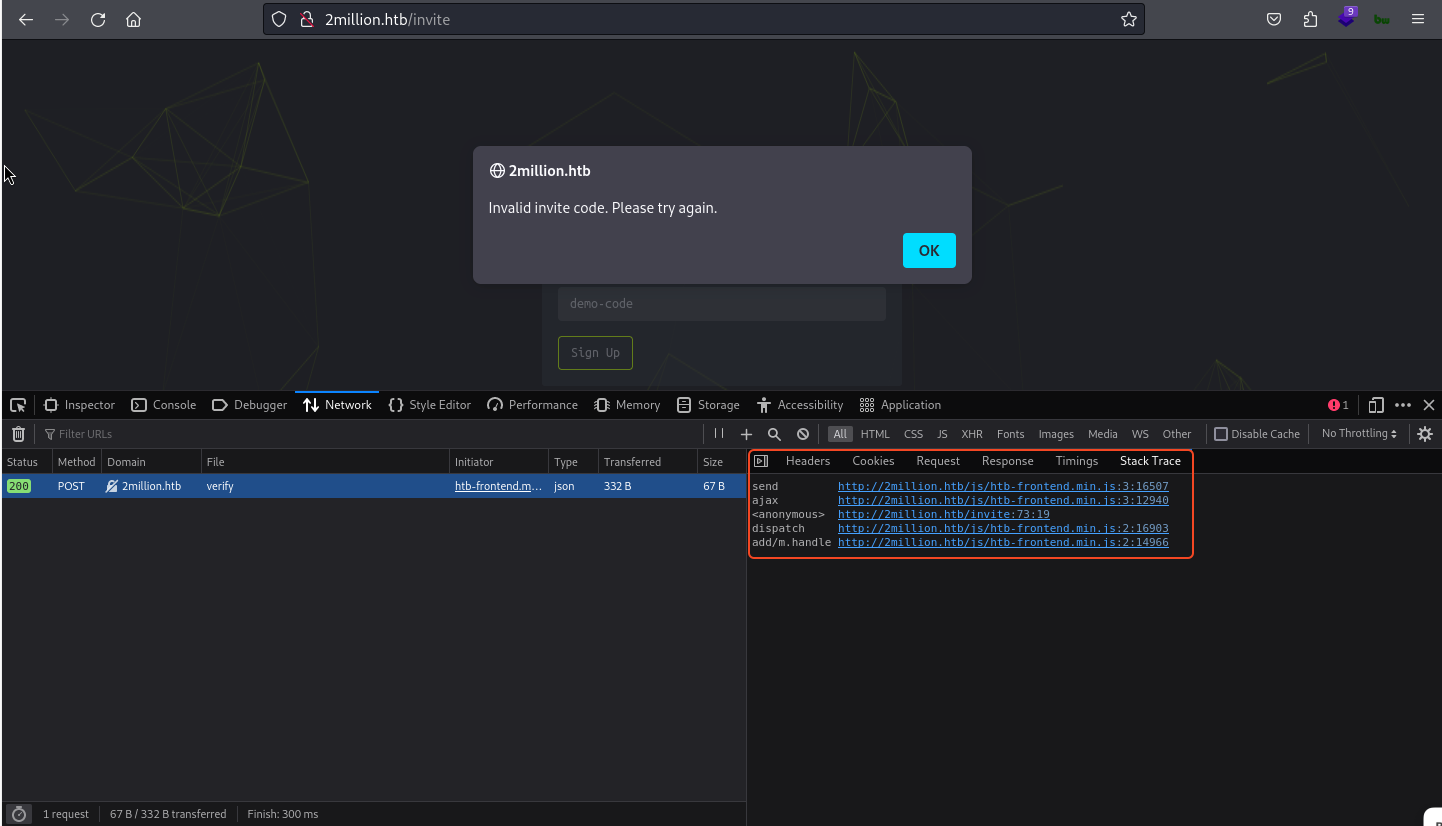 2million.htb/invite
9
2million.htb
Invalid invite code. Please try again.
OK
demo-code
Sign Up
Inspector Console Debugger Network Style Editor Performance Memory Storage Accessibility Application 1
Filter URLs All HTML CSS JS XHR Fonts Images Media WS Other Disable Cache No Throttling
Status Method Domain File Initiator Type Transferred Size
200 POST 2million.htb verify htb-frontend.m… json 332 B 67 B
Headers Cookies Request Response Timings Stack Trace
send http://2million.htb/js/htb-frontend.min.js:3:16507
ajax http://2million.htb/js/htb-frontend.min.js:3:12940
<anonymous> http://2million.htb/invite:73:19
dispatch http://2million.htb/js/htb-frontend.min.js:2:16903
add/m.handle http://2million.htb/js/htb-frontend.min.js:2:14966
1 request 67 B / 332 B transferred Finish: 300 ms